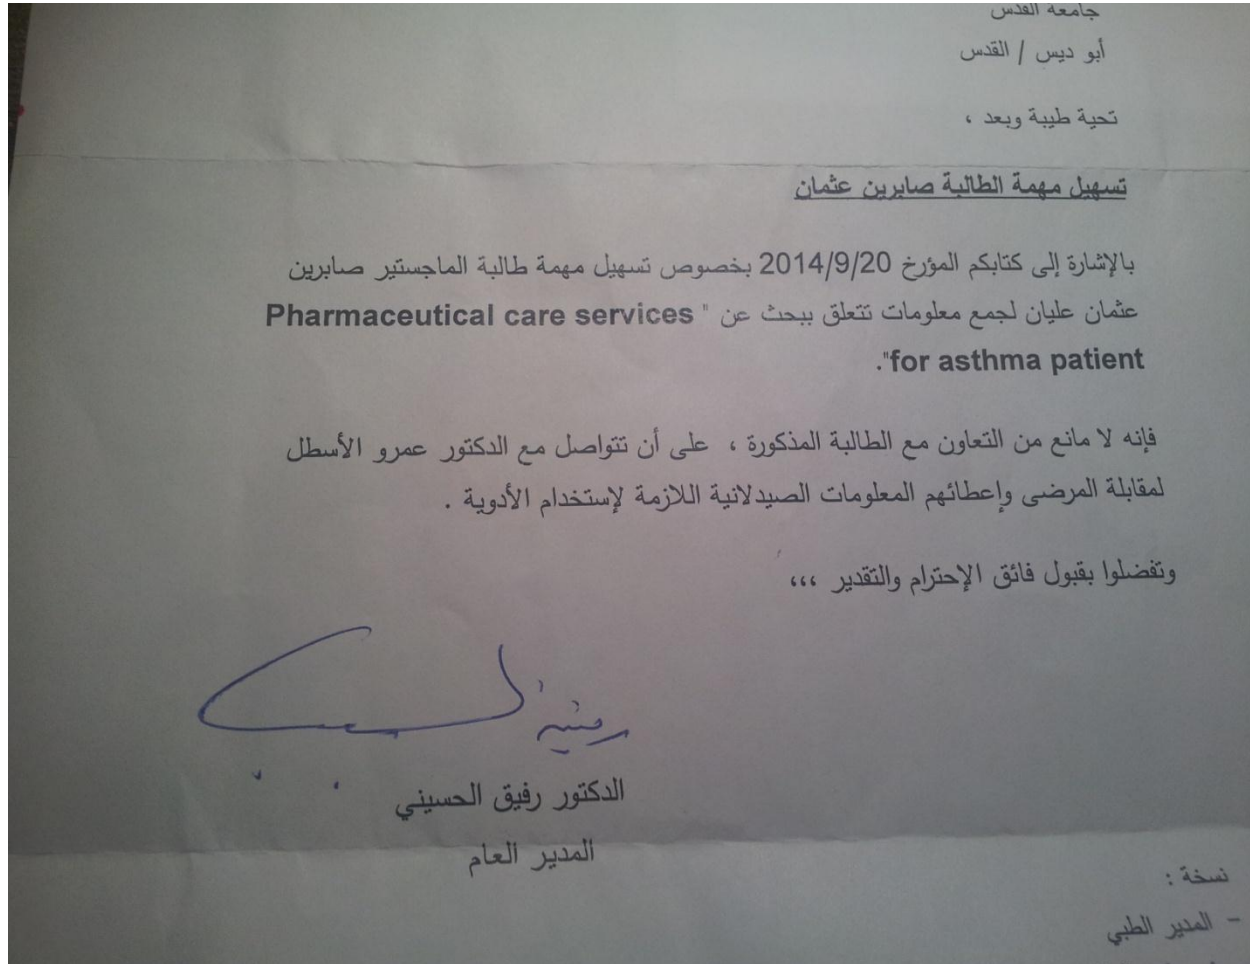 جامعة القدس
أبو ديس / القدس
تحية طيبة وبعد ،
تسهيل مهمة الطالبة صابرين عثمان
بالإشارة إلى كتابكم المؤرخ 2014/9/20 بخصوص تسهيل مهمة طالبة الماجستير صابرين
عثمان عليان لجمع معلومات تتعلق ببحث عن " Pharmaceutical care services
for asthma patient".
فإنه لا مانع من التعاون مع الطالبة المذكورة ، على أن تتواصل مع الدكتور عمرو الأسطل
لمقابلة المرضى وإعطائهم المعلومات الصيدلانية اللازمة لإستخدام الأدوية .
وتفضلوا بقبول فائق الإحترام والتقدير ،،،
الدكتور رفيق الحسيني
المدير العام
نسخة :
- المدير الطبي